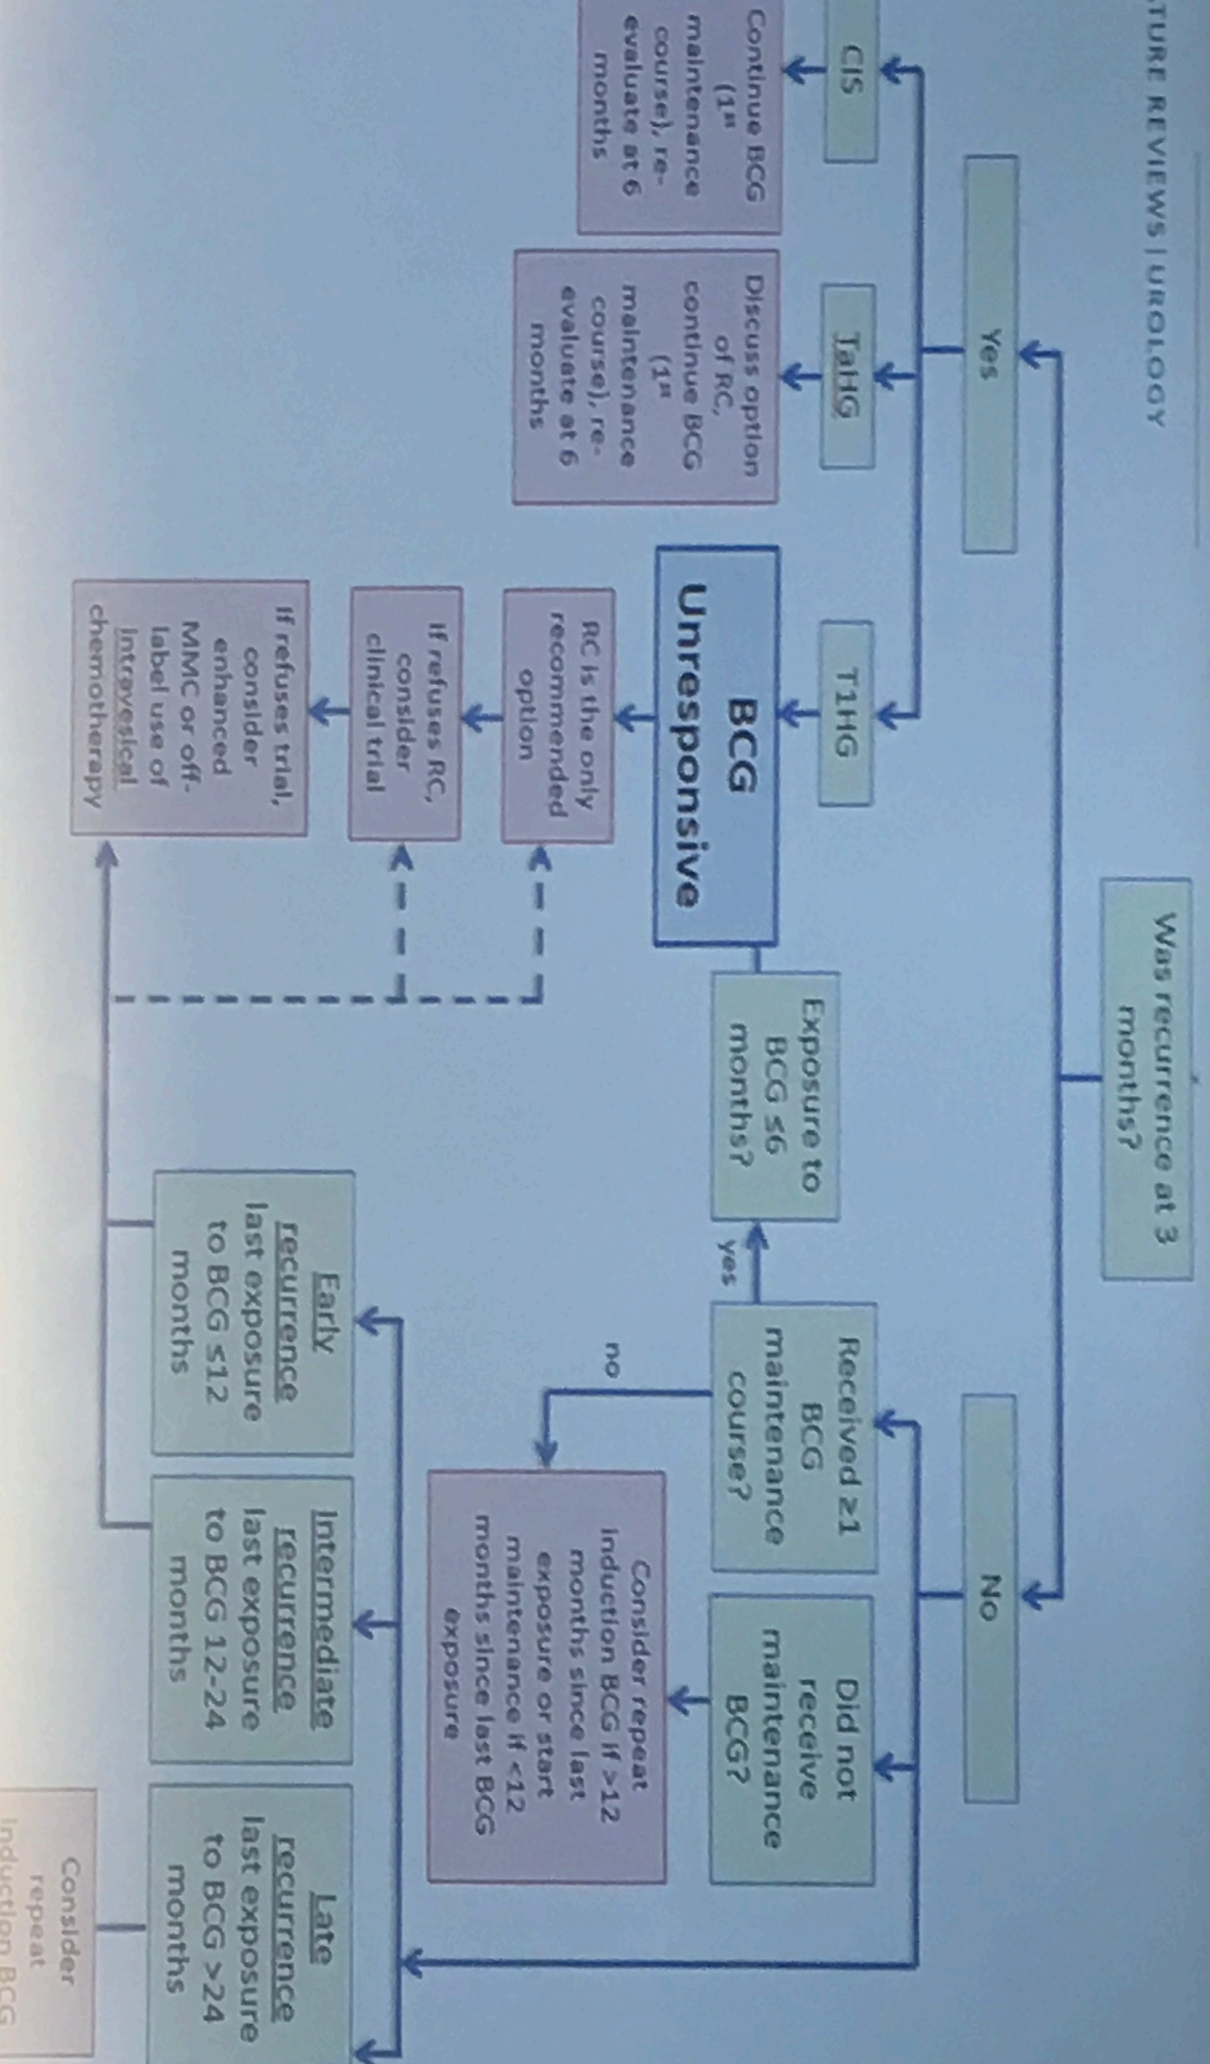 TURE REVIEWS | UROLOGY
Was recurrence at 3
months?
Yes
No
CIS
TaHG
T1HG
Continue BCG
(1st
maintenance
course), re-
evaluate at 6
months
Discuss option
of RC,
continue BCG
(1st
maintenance
course), re-
evaluate at 6
months
BCG
Unresponsive
Exposure to
BCG ≤6
months?
yes
Received ≥1
BCG
maintenance
course?
Did not
receive
maintenance
BCG?
no
Consider repeat
induction BCG if >12
months since last
exposure or start
maintenance if <12
months since last BCG
exposure
RC is the only
recommended
option
If refuses RC,
consider
clinical trial
If refuses trial,
consider
enhanced
MMC or off-
label use of
intravesical
chemotherapy
Early
recurrence
last exposure
to BCG ≤12
months
Intermediate
recurrence
last exposure
to BCG 12-24
months
Late
recurrence
last exposure
to BCG >24
months
Consider
repeat
Induction BCG